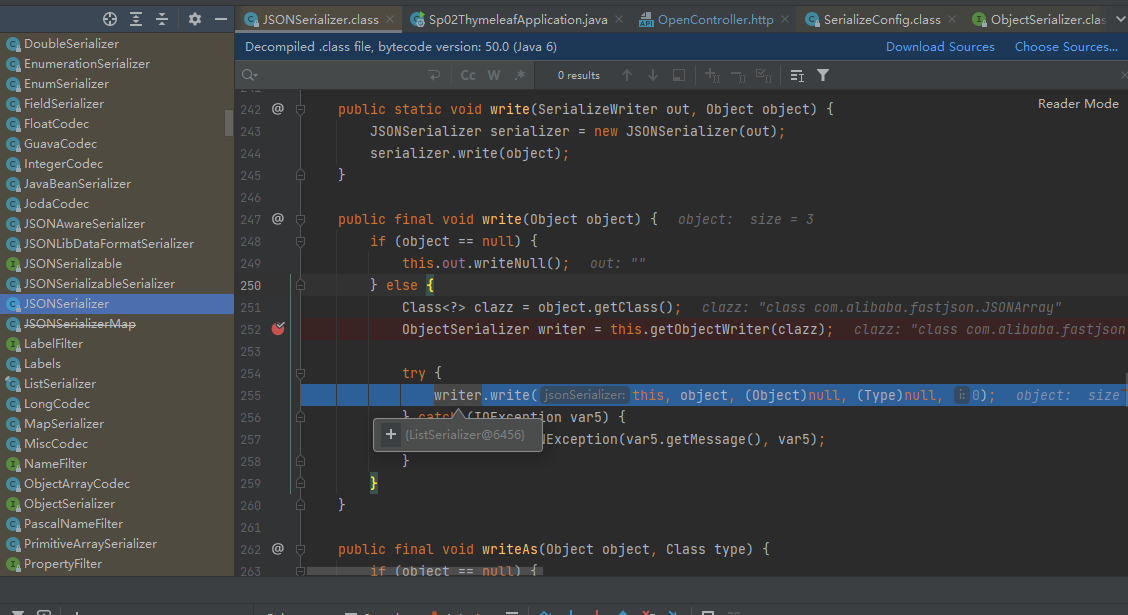 JSONSerializer.class
Sp02ThymeleafApplication.java
OpenController.http
SerializeConfig.class
ObjectSerializer.clas
Decompiled .class file, bytecode version: 50.0 (Java 6) Download Sources Choose Sources...
Cc W .* 0 results
DoubleSerializer
EnumerationSerializer
EnumSerializer
FieldSerializer
FloatCodec
GuavaCodec
IntegerCodec
JavaBeanSerializer
JodaCodec
JSONAwareSerializer
JSONLibDataFormatSerializer
JSONSerializable
JSONSerializableSerializer
JSONSerializer
JSONSerializerMap
LabelFilter
Labels
ListSerializer
LongCodec
MapSerializer
MiscCodec
NameFilter
ObjectArrayCodec
ObjectSerializer
PascalNameFilter
PrimitiveArraySerializer
PropertyFilter
Reader Mode
242 @ public static void write(SerializeWriter out, Object object) {
243 JSONSerializer serializer = new JSONSerializer(out);
244 serializer.write(object);
245 }
246
247 @ public final void write(Object object) { object: size = 3
248 if (object == null) {
249 this.out.writeNull(); out: ""
250 } else {
251 Class<?> clazz = object.getClass(); clazz: "class com.alibaba.fastjson.JSONArray"
252 ObjectSerializer writer = this.getObjectWriter(clazz); clazz: "class com.alibaba.fastjson
253
254 try {
255 writer.write( jsonSerializer: this, object, (Object)null, (Type)null, i: 0); object: size
256 } catch (IOException var5) {
+ {ListSerializer@6456}
257 Exception(var5.getMessage(), var5);
258 }
259 }
260 }
261
262 @ public final void writeAs(Object object, Class type) {
263 if (object == null) {